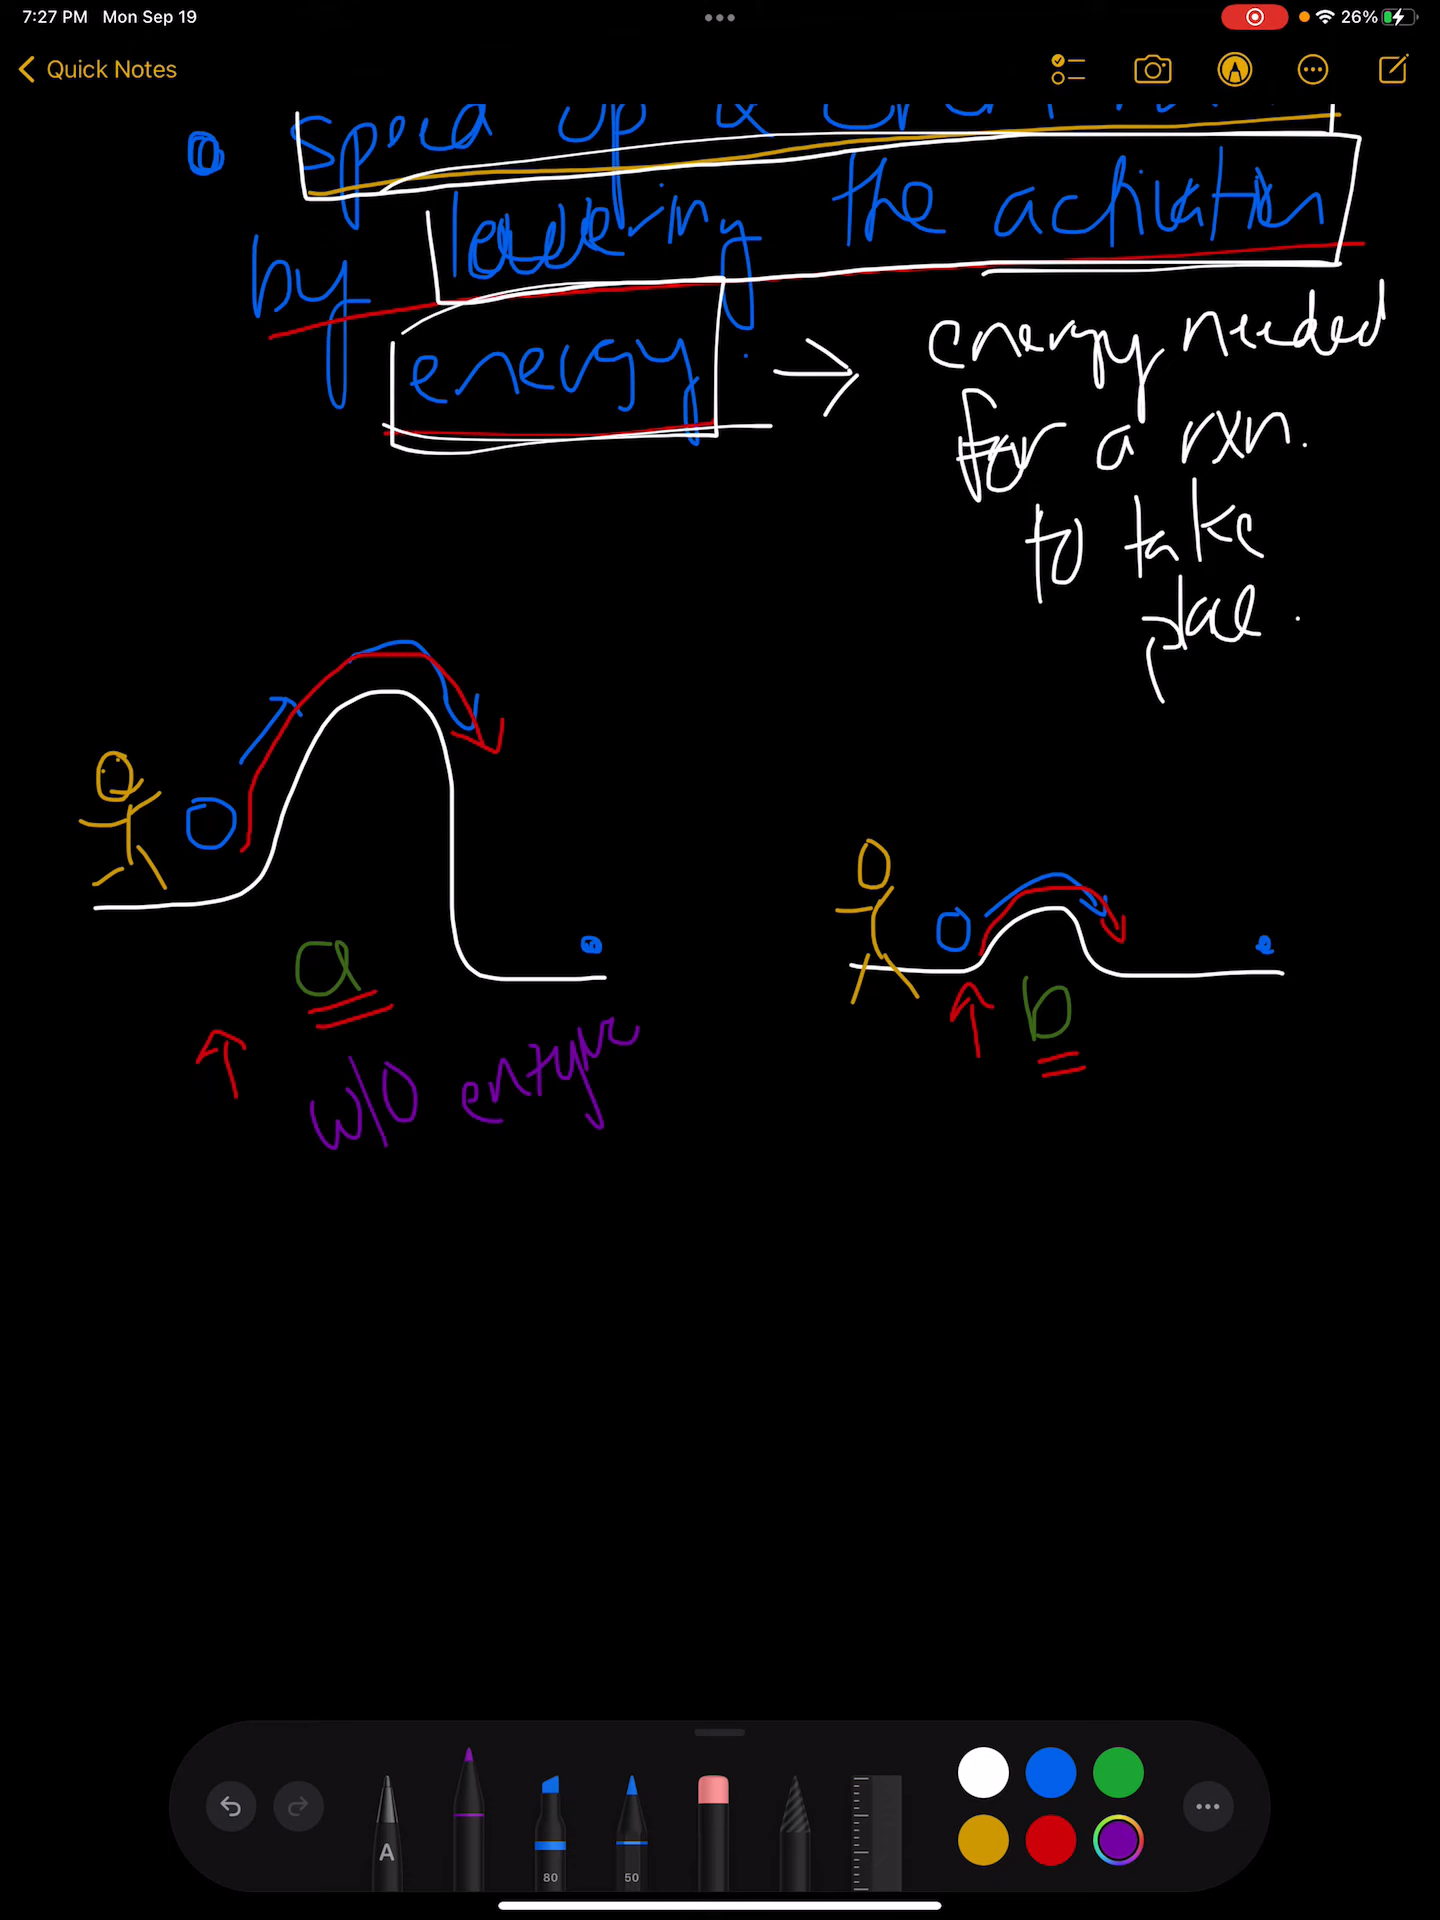 7:27 PM Mon Sep 19
26%
Quick Notes
speed up a
by lowering the activation
energy. → energy needed
for a rxn.
to take
place.
a
w/o enzyme
b
A
80
50